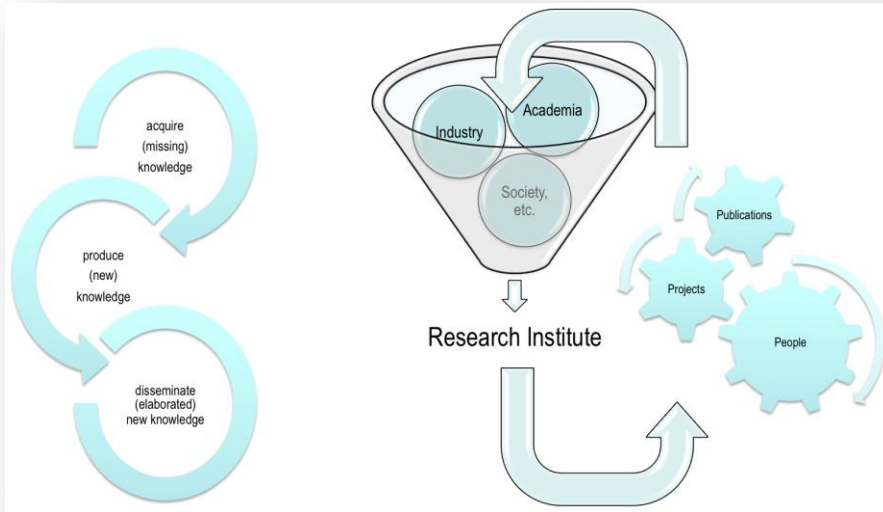 acquire
(missing)
knowledge
produce
(new)
knowledge
disseminate
(elaborated)
new knowledge
Industry
Academia
Society,
etc.
Research Institute
Publications
Projects
People